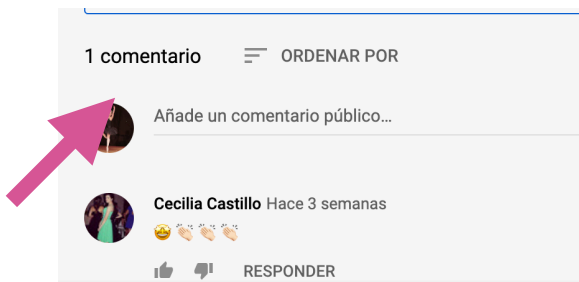 1 comentario ORDENAR POR
Añade un comentario público...
Cecilia Castillo Hace 3 semanas
🤩👏🏻👏🏻👏🏻
RESPONDER